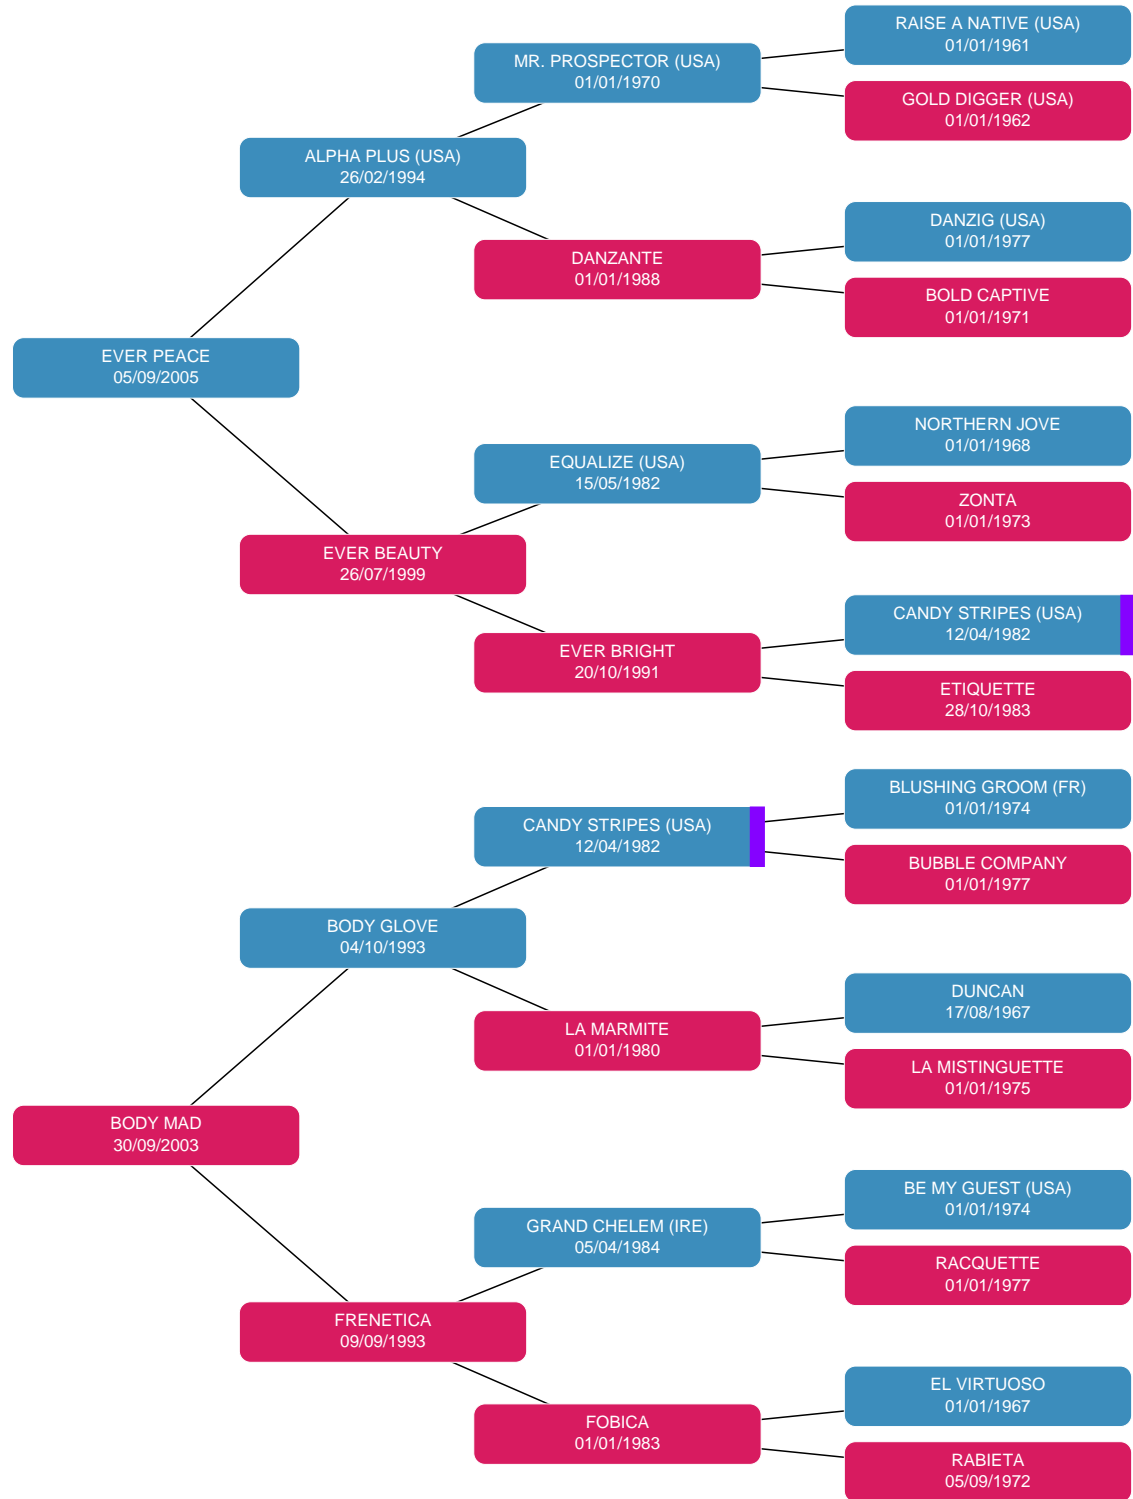 RAISE A NATIVE (USA)
01/01/1961
MR. PROSPECTOR (USA)
01/01/1970
GOLD DIGGER (USA)
01/01/1962
ALPHA PLUS (USA)
26/02/1994
DANZIG (USA)
01/01/1977
DANZANTE
01/01/1988
BOLD CAPTIVE
01/01/1971
EVER PEACE
05/09/2005
NORTHERN JOVE
01/01/1968
EQUALIZE (USA)
15/05/1982
ZONTA
01/01/1973
EVER BEAUTY
26/07/1999
CANDY STRIPES (USA)
12/04/1982
EVER BRIGHT
20/10/1991
ETIQUETTE
28/10/1983
BLUSHING GROOM (FR)
01/01/1974
CANDY STRIPES (USA)
12/04/1982
BUBBLE COMPANY
01/01/1977
BODY GLOVE
04/10/1993
DUNCAN
17/08/1967
LA MARMITE
01/01/1980
LA MISTINGUETTE
01/01/1975
BODY MAD
30/09/2003
BE MY GUEST (USA)
01/01/1974
GRAND CHELEM (IRE)
05/04/1984
RACQUETTE
01/01/1977
FRENETICA
09/09/1993
EL VIRTUOSO
01/01/1967
FOBICA
01/01/1983
RABIETA
05/09/1972